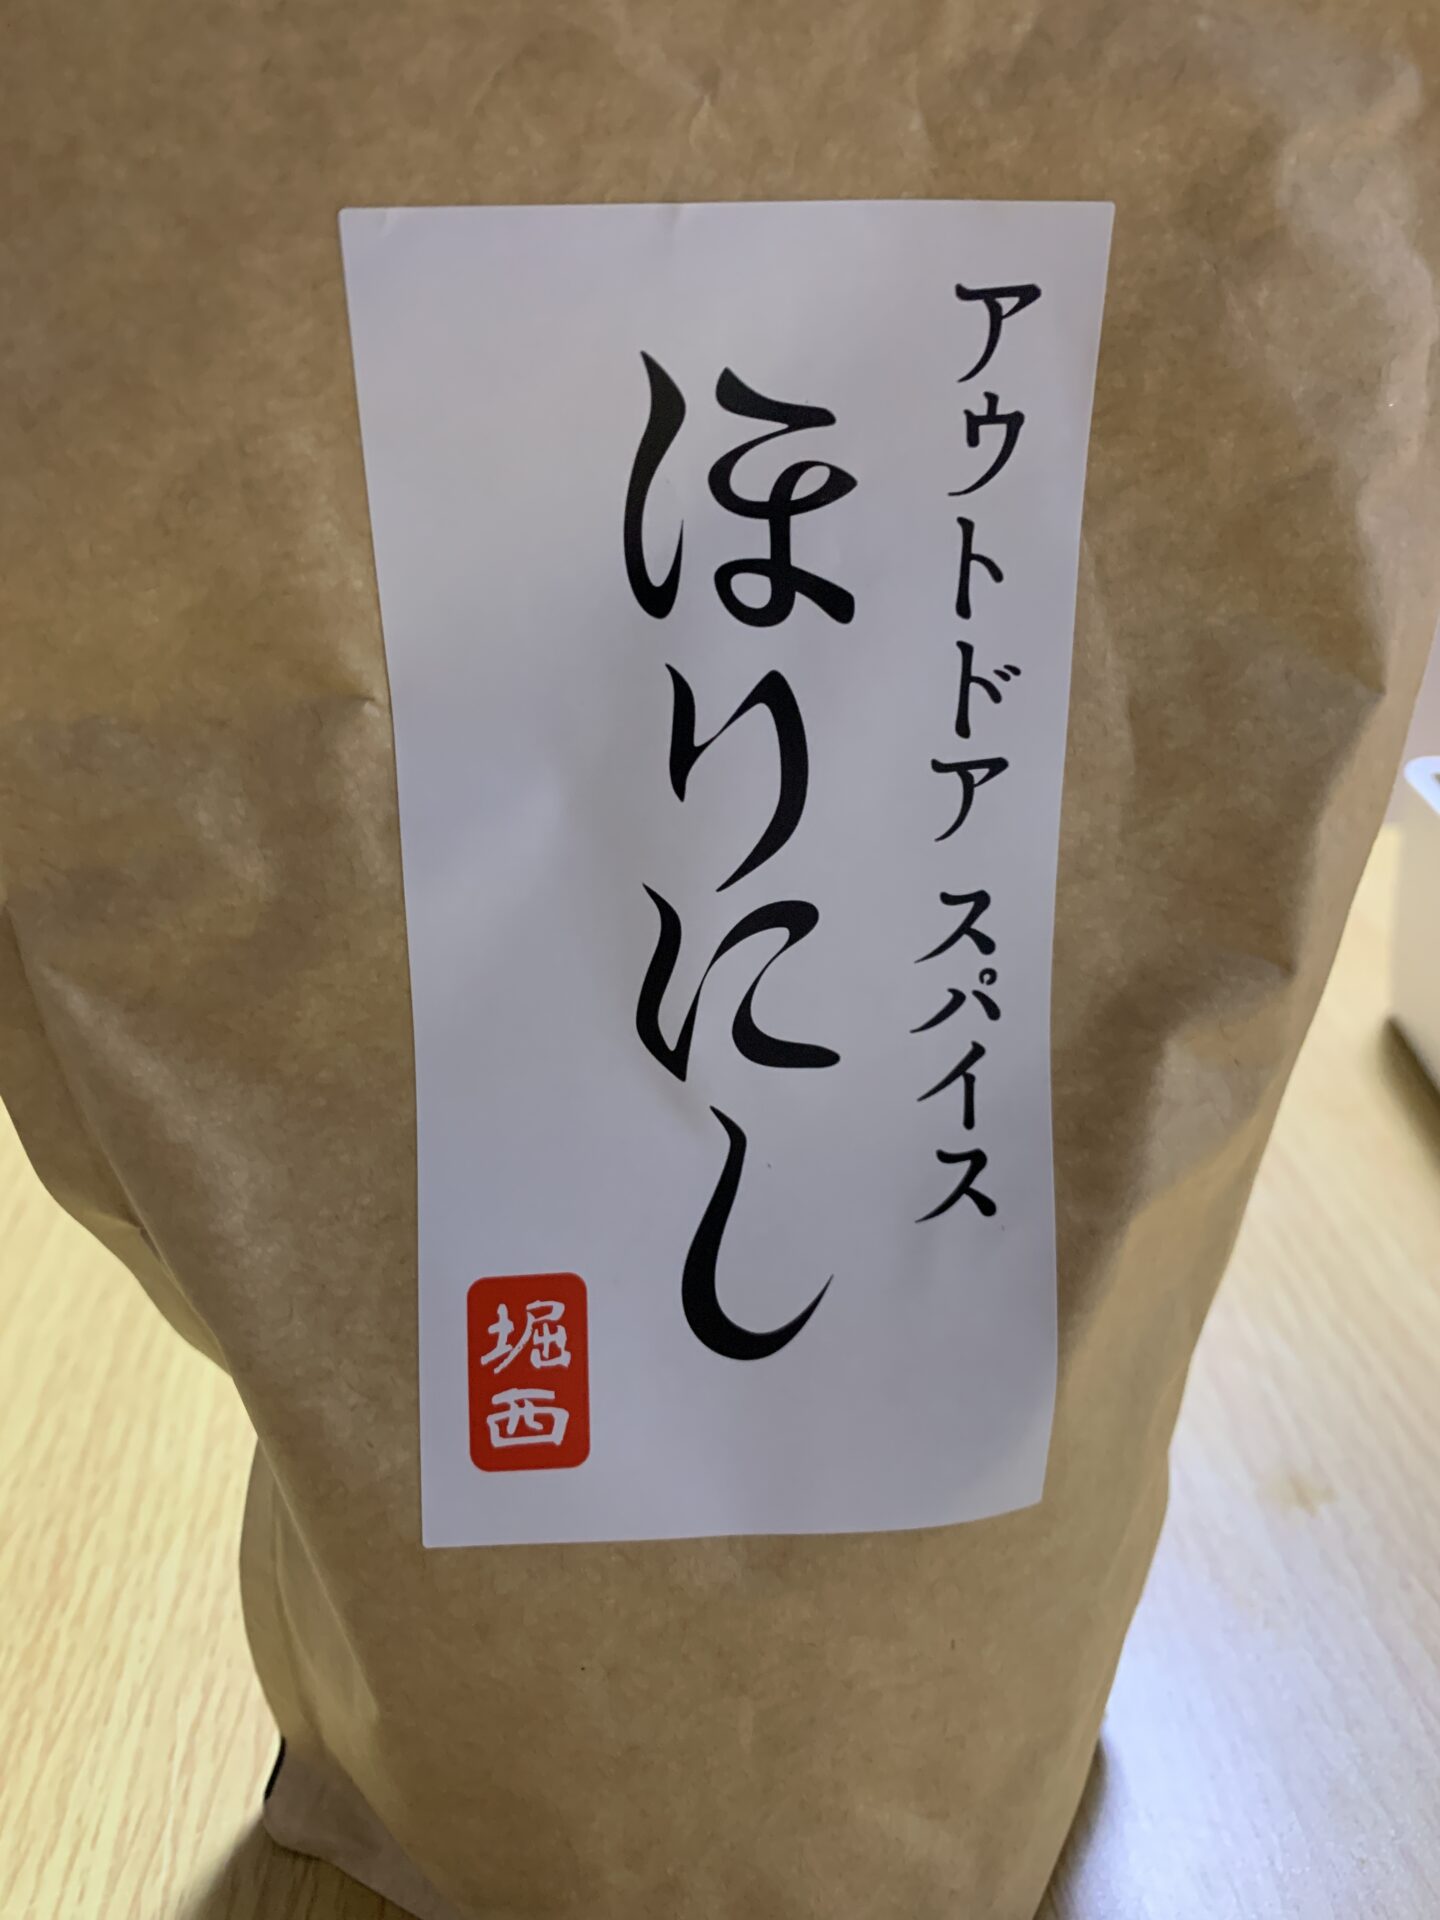 アウトドア スパイス
ほりにし
堀西